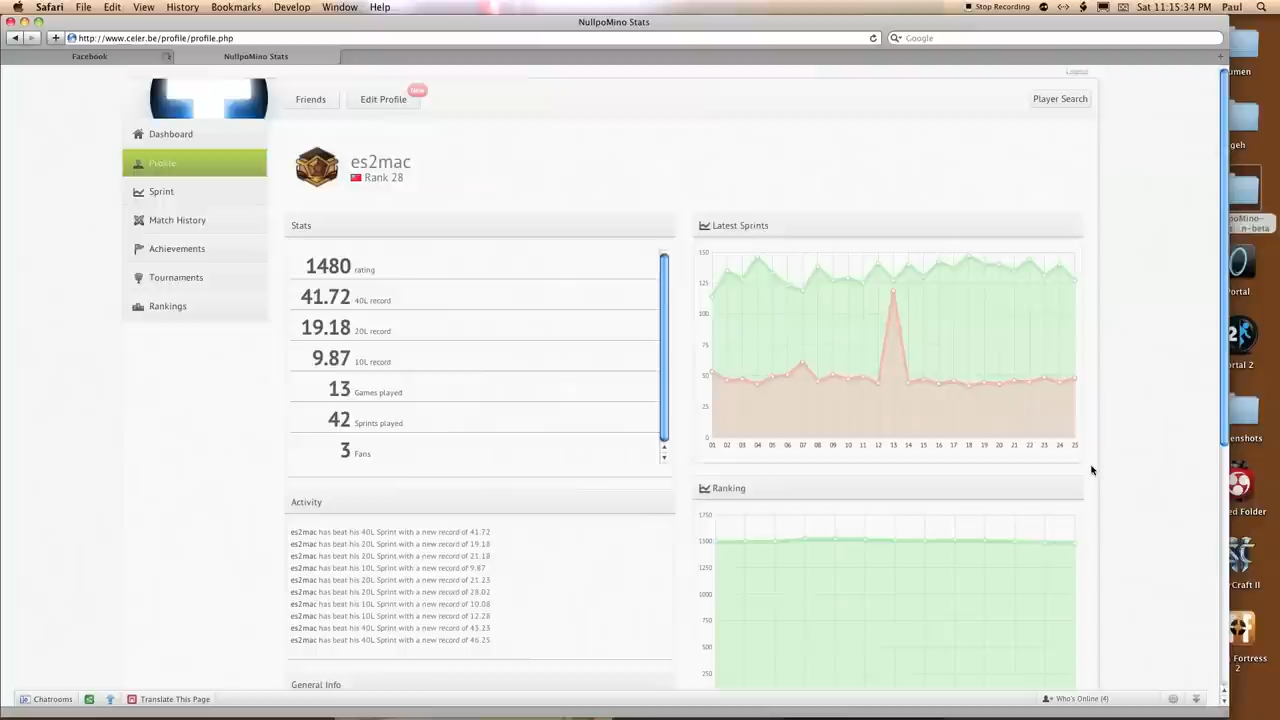 Safari File Edit View History Bookmarks Develop Window Help Stop Recording Sat 11:15:34 PM Paul
NullpoMino Stats
http://www.celer.be/profile/profile.php Google
Facebook NullpoMino Stats
Friends Edit Profile New Player Search
Dashboard
Profile
Sprint
Match History
Achievements
Tournaments
Rankings
es2mac
Rank 28
Stats
1480 rating
41.72 40L record
19.18 20L record
9.87 10L record
13 Games played
42 Sprints played
3 Fans
Latest Sprints
150
125
100
75
50
25
0
01 02 03 04 05 06 07 08 09 10 11 12 13 14 15 16 17 18 19 20 21 22 23 24 25
Activity
es2mac has beat his 40L Sprint with a new record of 41.72
es2mac has beat his 20L Sprint with a new record of 19.18
es2mac has beat his 20L Sprint with a new record of 21.18
es2mac has beat his 10L Sprint with a new record of 9.87
es2mac has beat his 20L Sprint with a new record of 21.23
es2mac has beat his 20L Sprint with a new record of 28.02
es2mac has beat his 10L Sprint with a new record of 10.08
es2mac has beat his 10L Sprint with a new record of 12.28
es2mac has beat his 40L Sprint with a new record of 43.23
es2mac has beat his 40L Sprint with a new record of 46.25
Ranking
1750
1500
1250
1000
750
500
250
General Info
Chatrooms Translate This Page Who's Online (4)
umen
geh
n-beta
Portal
Portal 2
enshots
ed Folder
rCraft II
Fortress
2